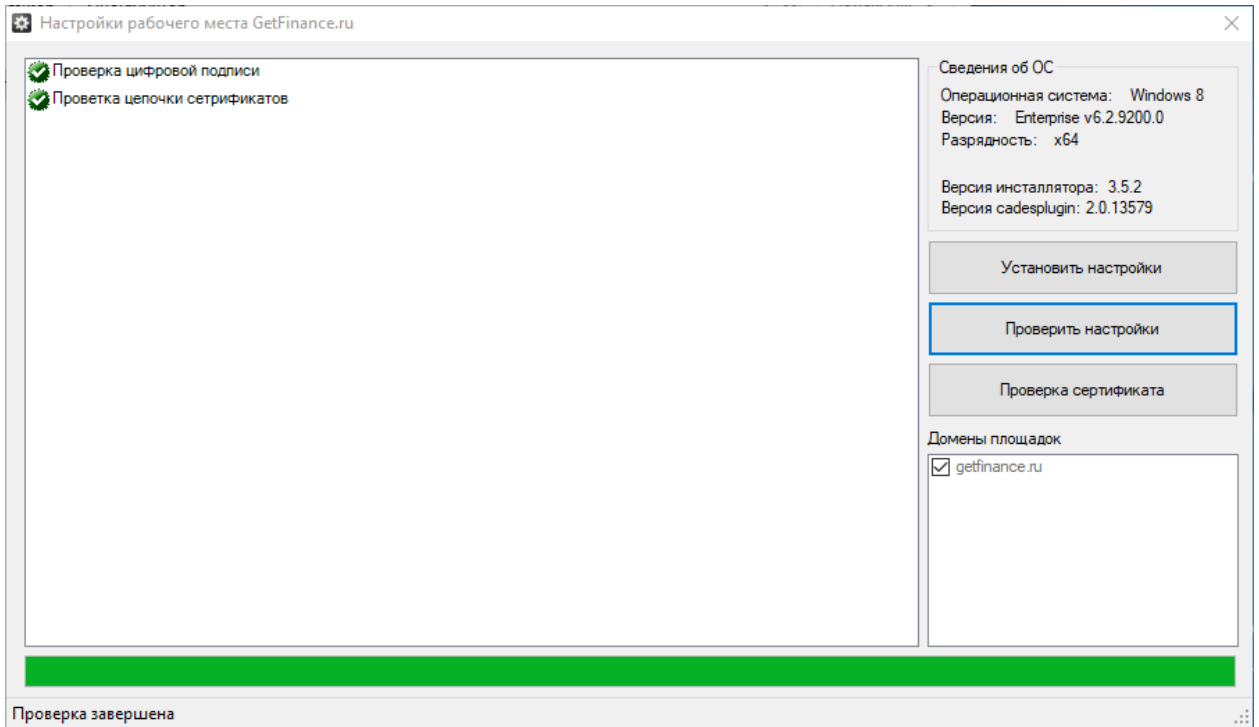 Настройки рабочего места GetFinance.ru
Проверка цифровой подписи
Проветка цепочки сетрификатов
Сведения об ОС
Операционная система: Windows 8
Версия: Enterprise v6.2.9200.0
Разрядность: x64
Версия инсталлятора: 3.5.2
Версия cadesplugin: 2.0.13579
Установить настройки
Проверить настройки
Проверка сертификата
Домены площадок
getfinance.ru
Проверка завершена